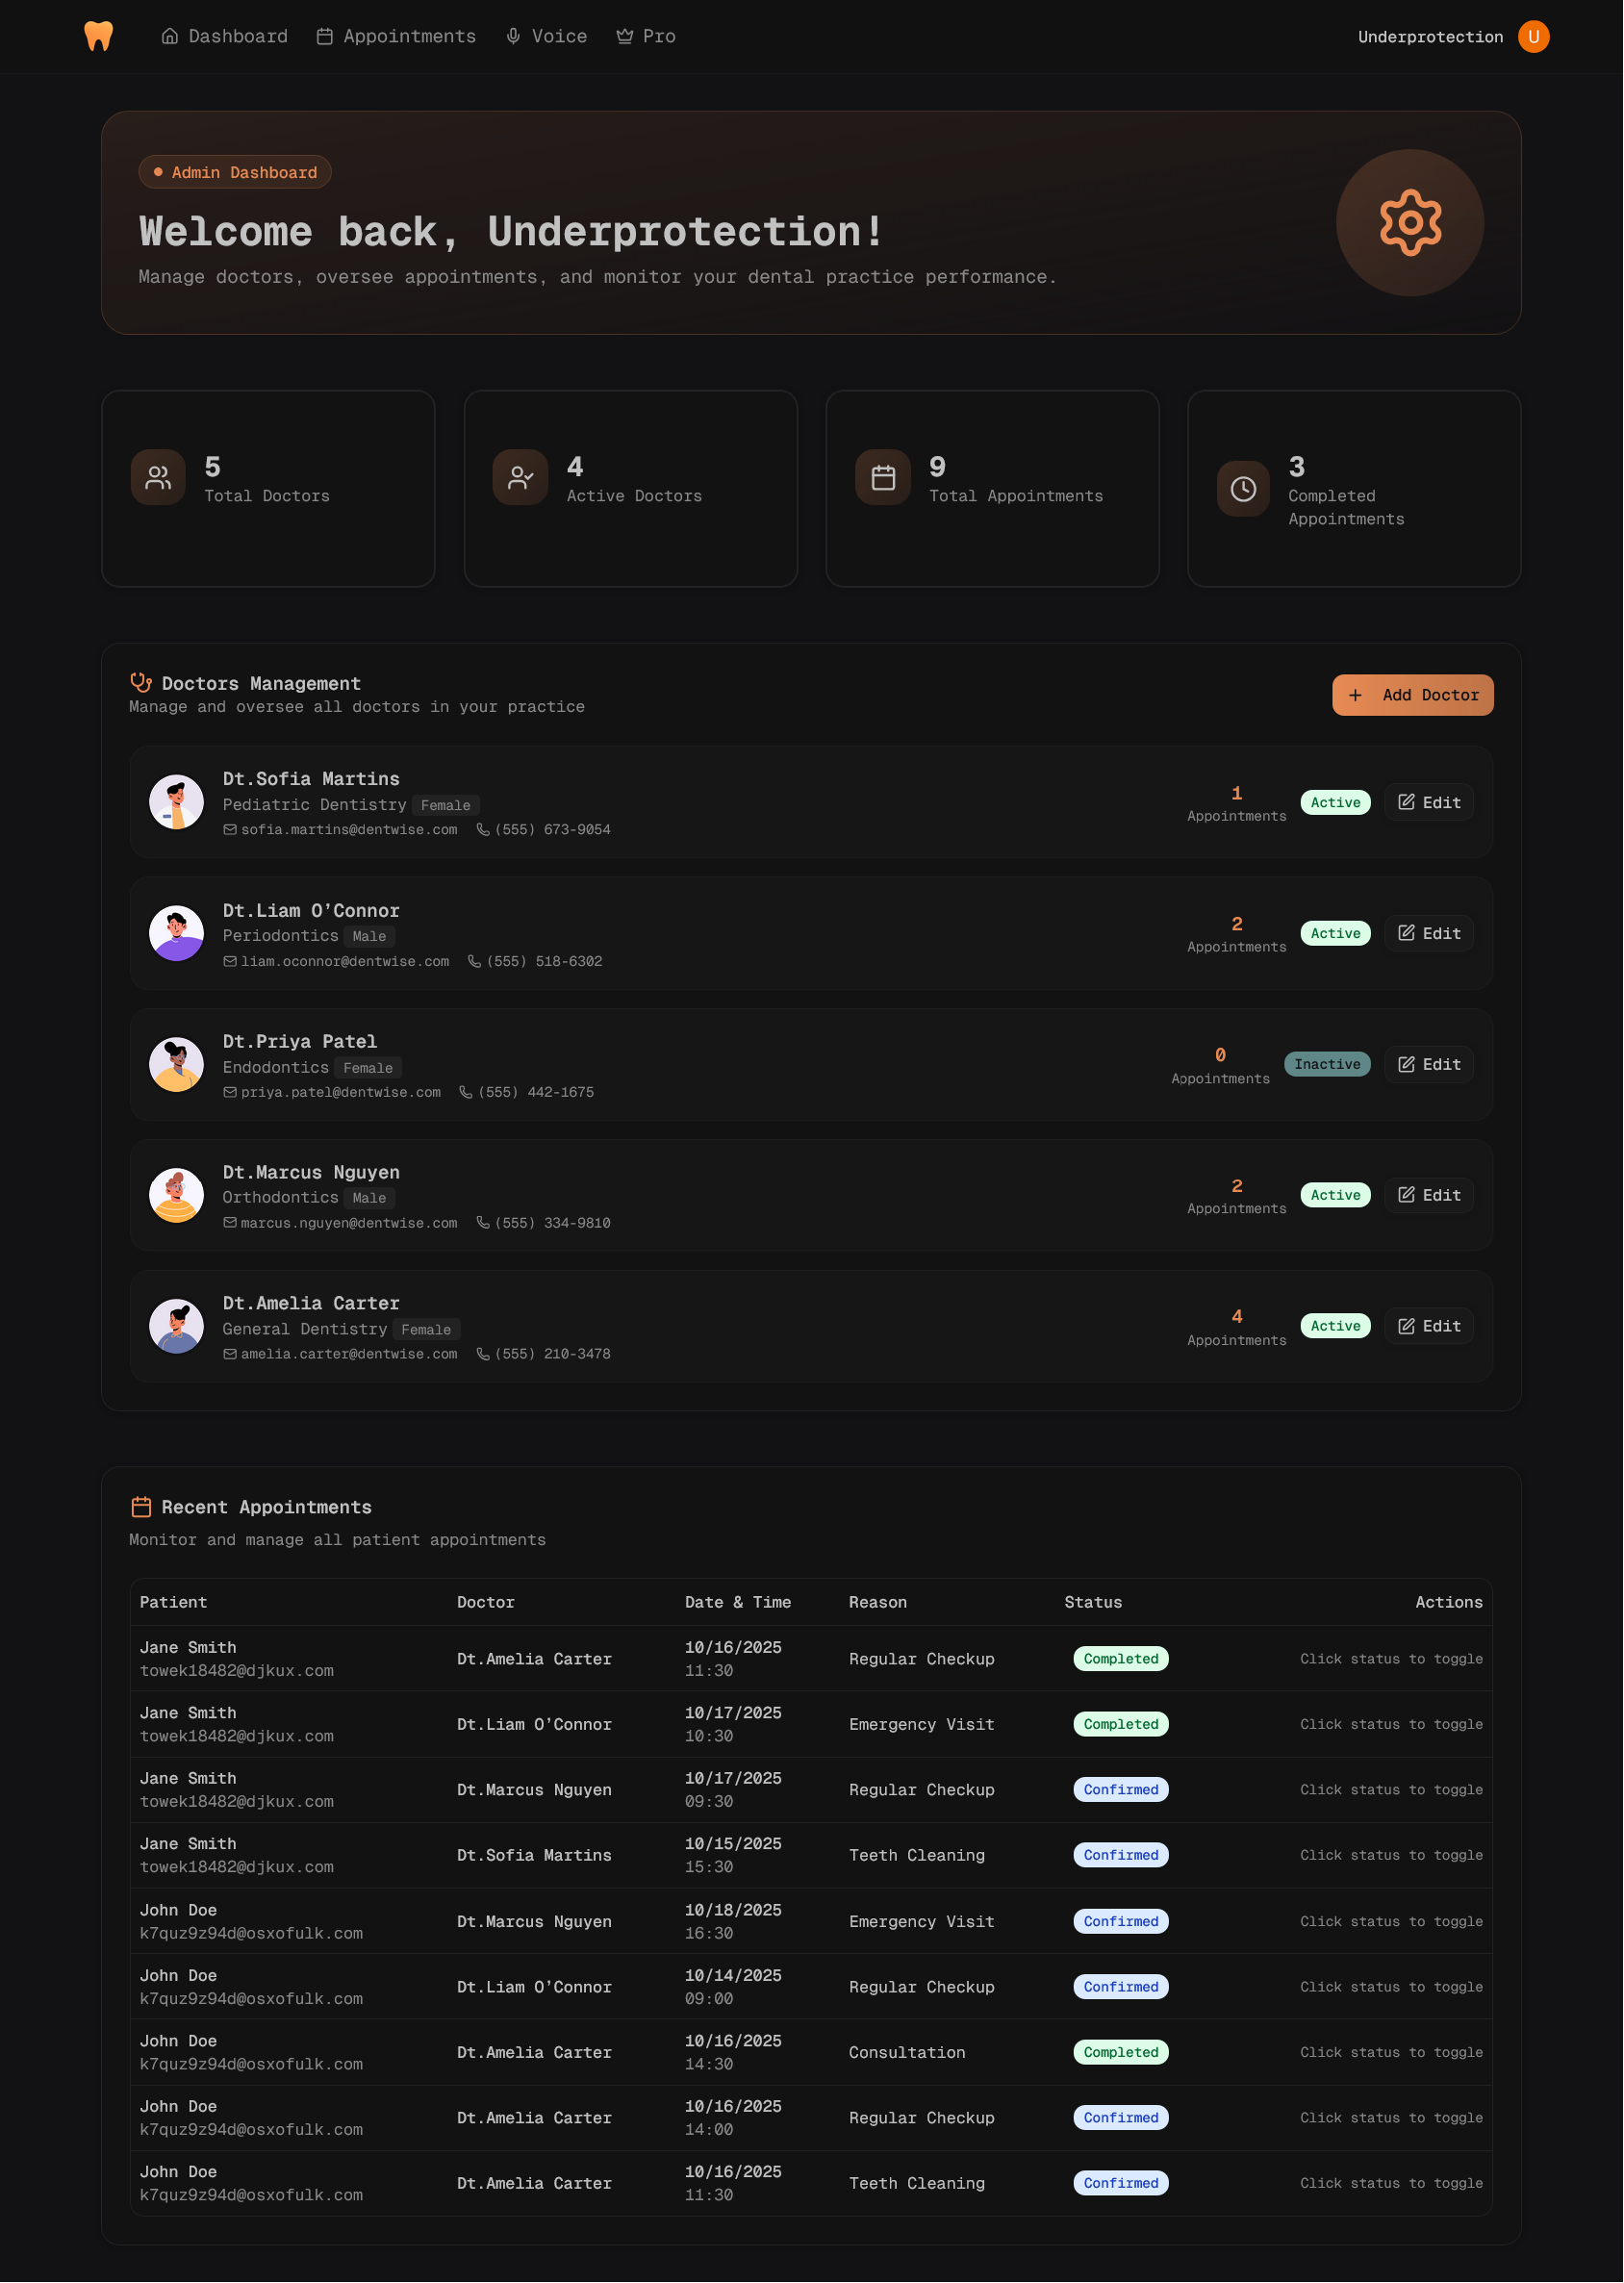 Dashboard Appointments Voice Pro Underprotection U
Admin Dashboard
Welcome back, Underprotection!
Manage doctors, oversee appointments, and monitor your dental practice performance.
5
Total Doctors
4
Active Doctors
9
Total Appointments
3
Completed
Appointments
Doctors Management
Manage and oversee all doctors in your practice
+ Add Doctor
Dt.Sofia Martins
Pediatric Dentistry Female
sofia.martins@dentwise.com (555) 673-9054
1
Appointments
Active
Edit
Dt.Liam O’Connor
Periodontics Male
liam.oconnor@dentwise.com (555) 518-6302
2
Appointments
Active
Edit
Dt.Priya Patel
Endodontics Female
priya.patel@dentwise.com (555) 442-1675
0
Appointments
Inactive
Edit
Dt.Marcus Nguyen
Orthodontics Male
marcus.nguyen@dentwise.com (555) 334-9810
2
Appointments
Active
Edit
Dt.Amelia Carter
General Dentistry Female
amelia.carter@dentwise.com (555) 210-3478
4
Appointments
Active
Edit
Recent Appointments
Monitor and manage all patient appointments
Patient Doctor Date & Time Reason Status Actions
Jane Smith
towek18482@djkux.com
Dt.Amelia Carter
10/16/2025
11:30
Regular Checkup
Completed
Click status to toggle
Jane Smith
towek18482@djkux.com
Dt.Liam O’Connor
10/17/2025
10:30
Emergency Visit
Completed
Click status to toggle
Jane Smith
towek18482@djkux.com
Dt.Marcus Nguyen
10/17/2025
09:30
Regular Checkup
Confirmed
Click status to toggle
Jane Smith
towek18482@djkux.com
Dt.Sofia Martins
10/15/2025
15:30
Teeth Cleaning
Confirmed
Click status to toggle
John Doe
k7quz9z94d@osxofulk.com
Dt.Marcus Nguyen
10/18/2025
16:30
Emergency Visit
Confirmed
Click status to toggle
John Doe
k7quz9z94d@osxofulk.com
Dt.Liam O’Connor
10/14/2025
09:00
Regular Checkup
Confirmed
Click status to toggle
John Doe
k7quz9z94d@osxofulk.com
Dt.Amelia Carter
10/16/2025
14:30
Consultation
Completed
Click status to toggle
John Doe
k7quz9z94d@osxofulk.com
Dt.Amelia Carter
10/16/2025
14:00
Regular Checkup
Confirmed
Click status to toggle
John Doe
k7quz9z94d@osxofulk.com
Dt.Amelia Carter
10/16/2025
11:30
Teeth Cleaning
Confirmed
Click status to toggle